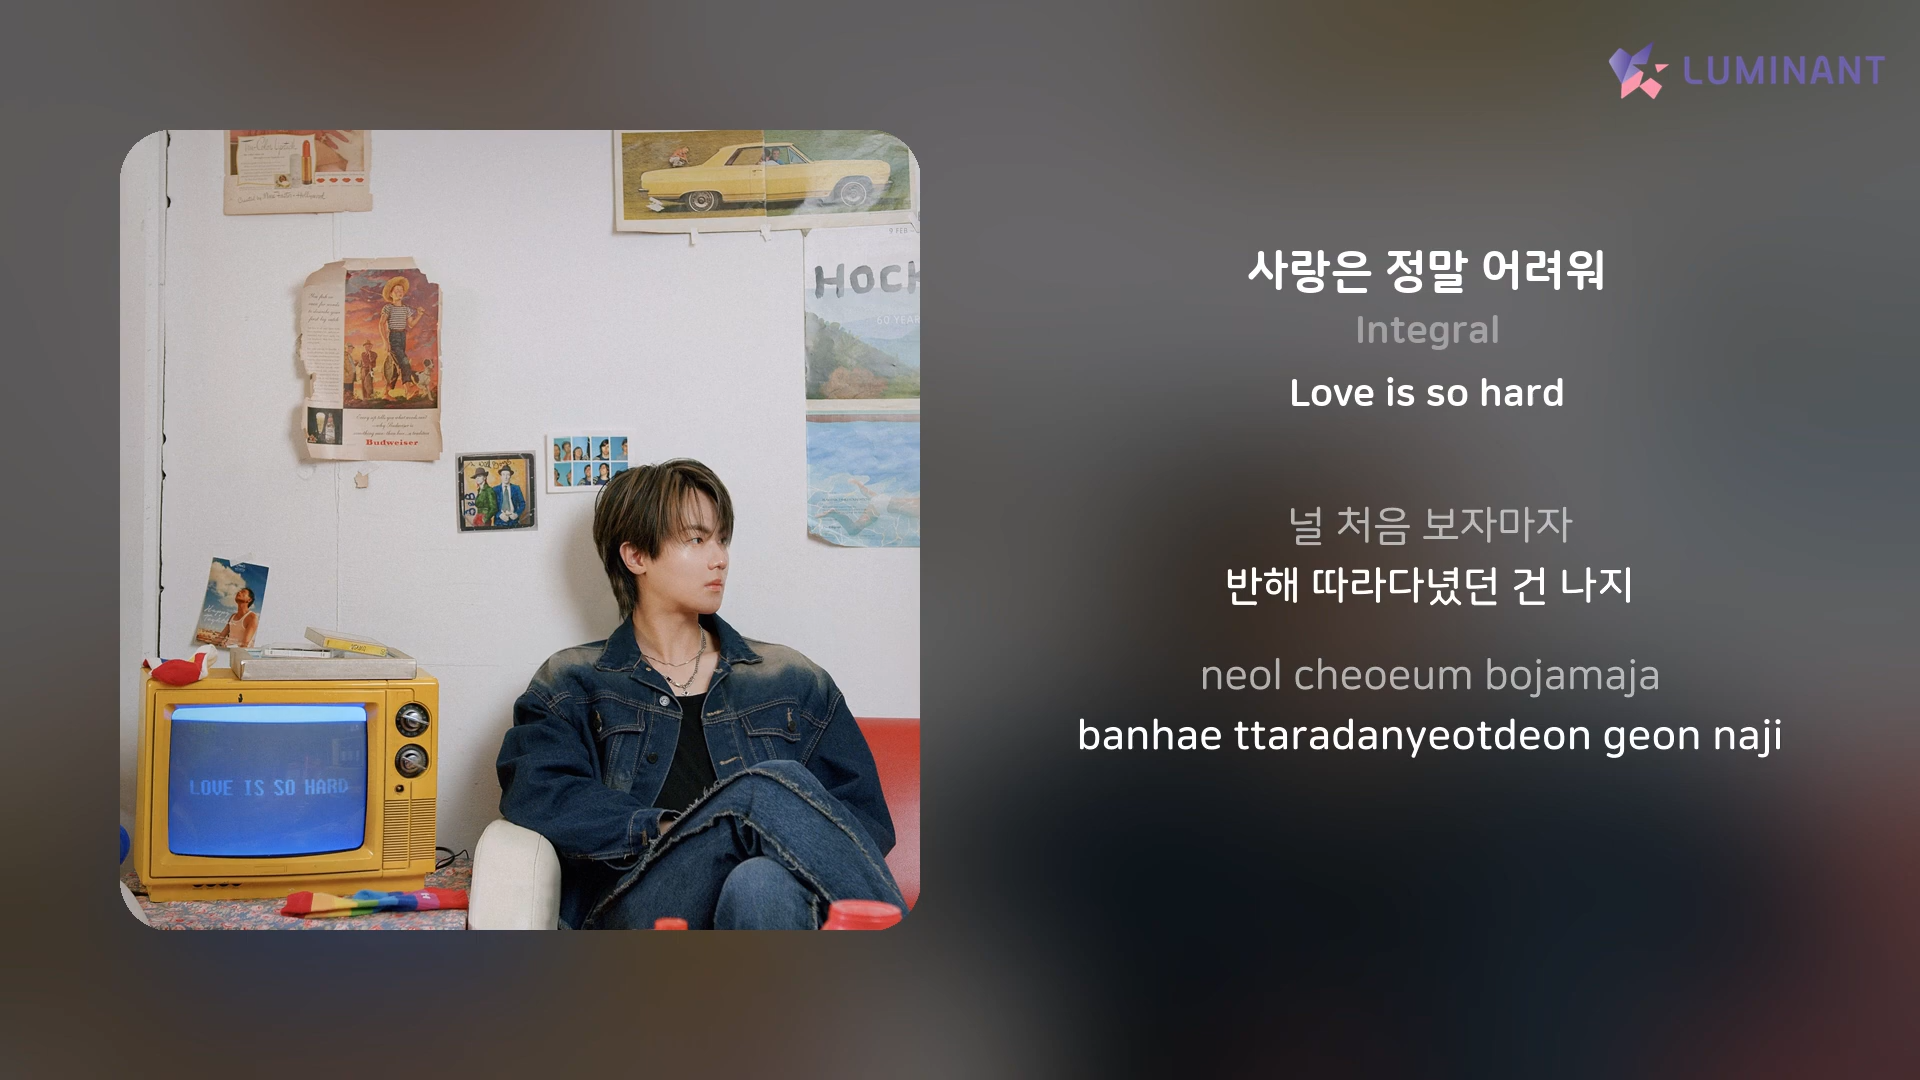 LUMINANT
사랑은 정말 어려워
Integral
Love is so hard
널 처음 보자마자
반해 따라다녔던 건 나지
neol cheoeum bojamaja
banhae ttaradanyeotdeon geon naji
HOCK
60 YEAR
Budweiser
LOVE IS SO HARD